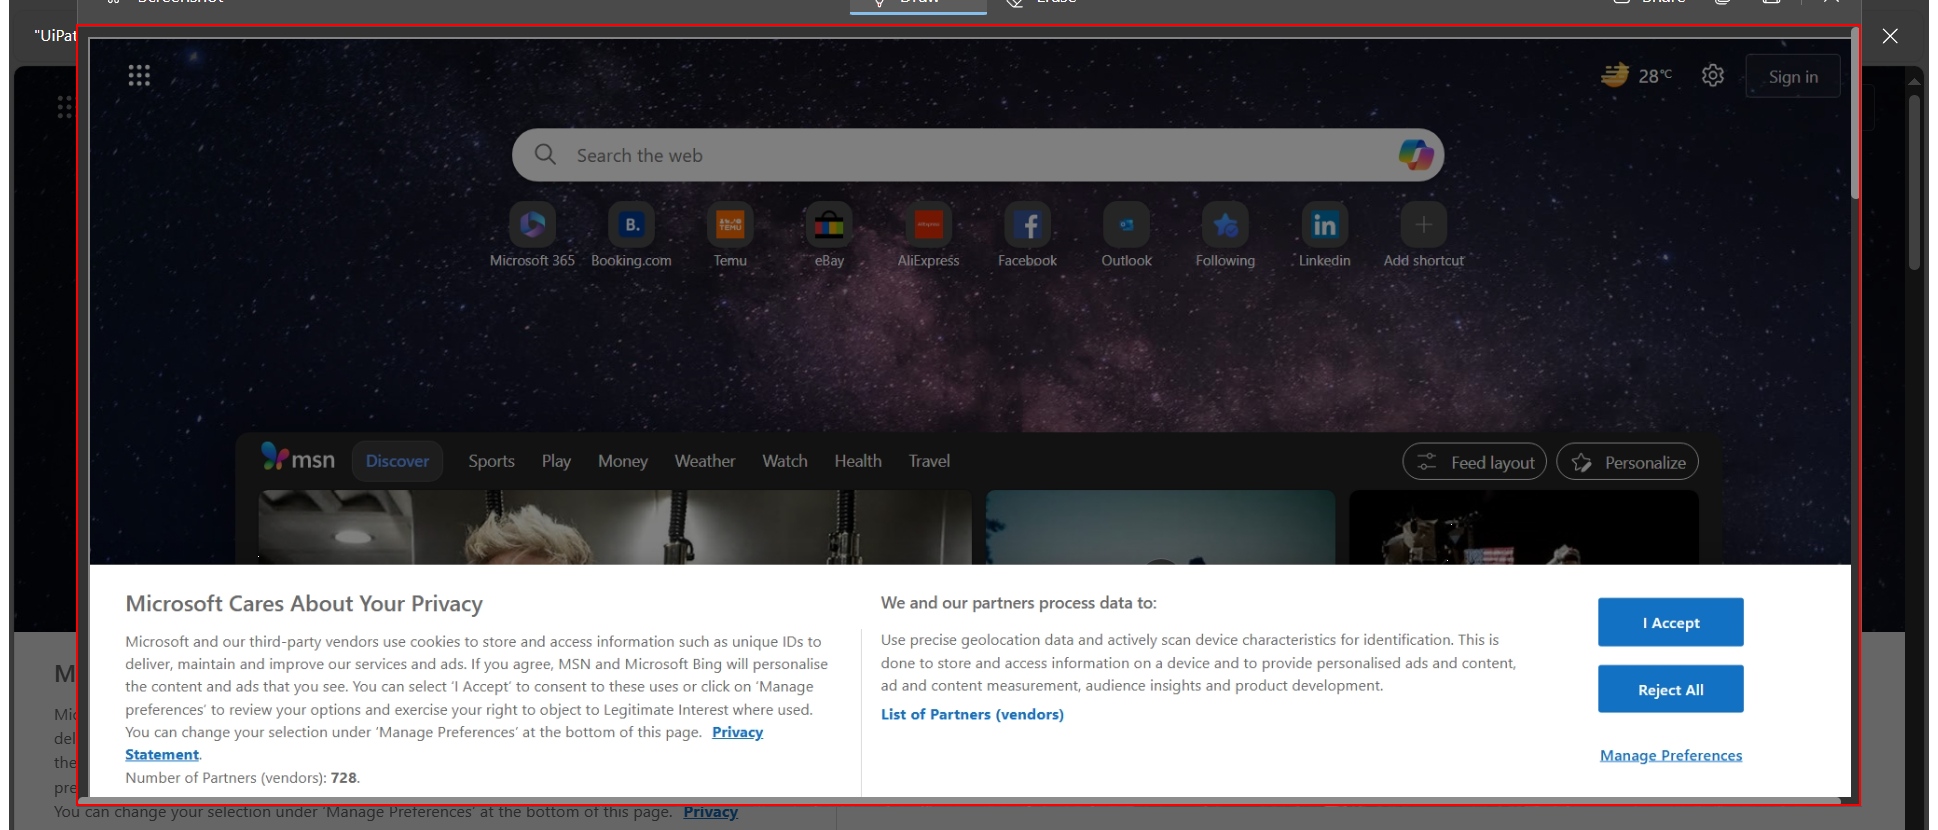 "UiPat
28°C
Sign in
Search the web
B.
TEMU
Microsoft 365
Booking.com
Temu
eBay
AliExpress
Facebook
Outlook
Following
Linkedin
Add shortcut
msn
Discover
Sports
Play
Money
Weather
Watch
Health
Travel
Feed layout
Personalize
Microsoft Cares About Your Privacy
Microsoft and our third-party vendors use cookies to store and access information such as unique IDs to
deliver, maintain and improve our services and ads. If you agree, MSN and Microsoft Bing will personalise
the content and ads that you see. You can select ‘I Accept’ to consent to these uses or click on ‘Manage
preferences’ to review your options and exercise your right to object to Legitimate Interest where used.
You can change your selection under ‘Manage Preferences’ at the bottom of this page. Privacy
Statement.
Number of Partners (vendors): 728.
We and our partners process data to:
Use precise geolocation data and actively scan device characteristics for identification. This is
done to store and access information on a device and to provide personalised ads and content,
ad and content measurement, audience insights and product development.
List of Partners (vendors)
I Accept
Reject All
Manage Preferences
M
Mic
del
the
pre
You can change your selection under ‘Manage Preferences’ at the bottom of this page. Privacy